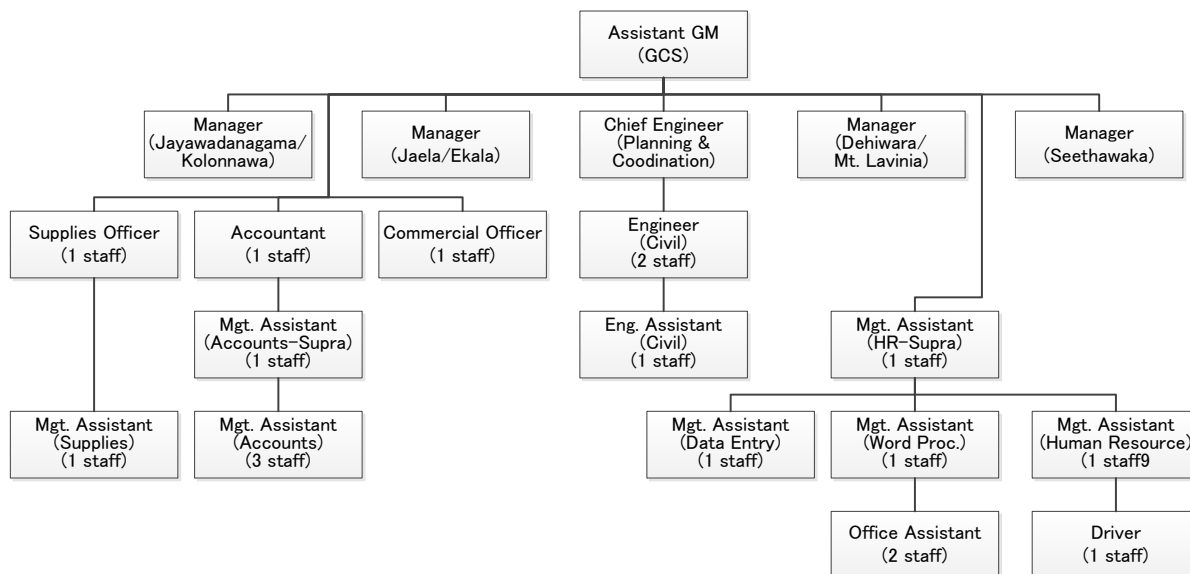 Assistant GM
(GCS)
Manager
(Jayawadanagama/
Kolonnawa)
Manager
(Jaela/Ekala)
Chief Engineer
(Planning &
Coodination)
Manager
(Dehiwara/
Mt. Lavinia)
Manager
(Seethawaka)
Supplies Officer
(1 staff)
Accountant
(1 staff)
Commercial Officer
(1 staff)
Engineer
(Civil)
(2 staff)
Mgt. Assistant
(Accounts-Supra)
(1 staff)
Eng. Assistant
(Civil)
(1 staff)
Mgt. Assistant
(HR-Supra)
(1 staff)
Mgt. Assistant
(Supplies)
(1 staff)
Mgt. Assistant
(Accounts)
(3 staff)
Mgt. Assistant
(Data Entry)
(1 staff)
Mgt. Assistant
(Word Proc.)
(1 staff)
Mgt. Assistant
(Human Resource)
(1 staff9
Office Assistant
(2 staff)
Driver
(1 staff)